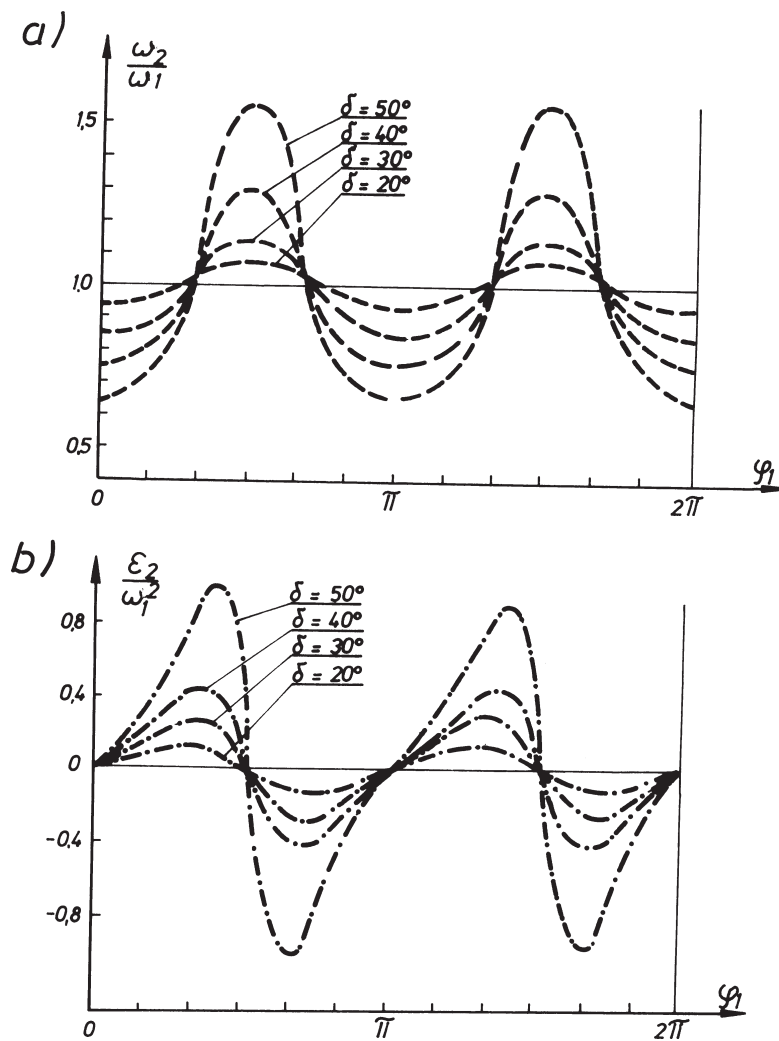 a)
ω2
ω1
1,5
δ = 50°
δ = 40°
δ = 30°
δ = 20°
1,0
0,5
0
π
2π
φ1
b)
ε2
ω1²
0,8
δ = 50°
δ = 40°
δ = 30°
δ = 20°
0,4
0
-0,4
-0,8
0
π
2π
φ1